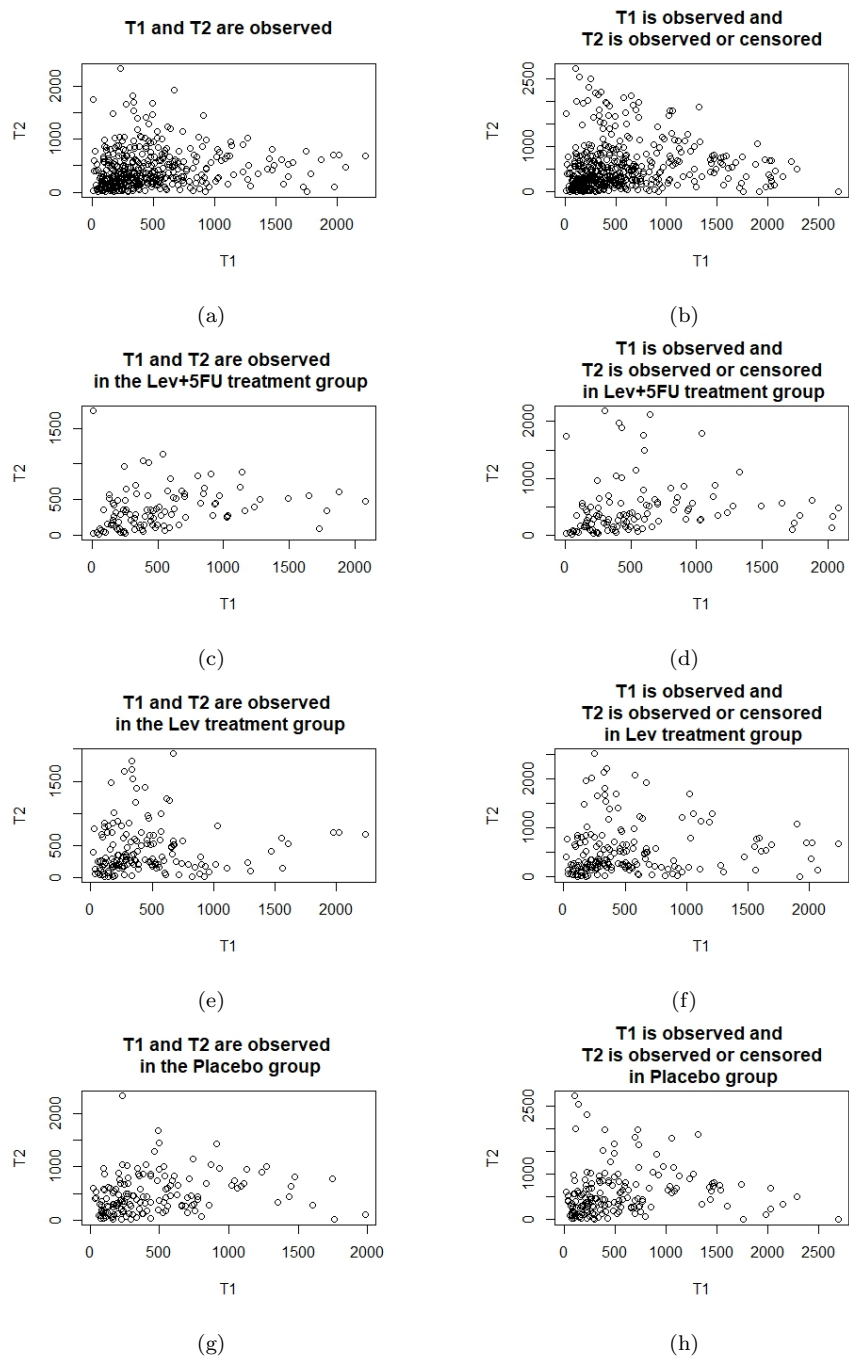 T1 and T2 are observed
2000
1000
0
T2
0 500 1000 1500 2000
T1
(a)
T1 is observed and
T2 is observed or censored
2500
1500
0
T2
0 500 1000 1500 2000 2500
T1
(b)
T1 and T2 are observed
in the Lev+5FU treatment group
1500
500
0
T2
0 500 1000 1500 2000
T1
(c)
T1 is observed and
T2 is observed or censored
in Lev+5FU treatment group
2000
1000
0
T2
0 500 1000 1500 2000
T1
(d)
T1 and T2 are observed
in the Lev treatment group
1500
500
0
T2
0 500 1000 1500 2000
T1
(e)
T1 is observed and
T2 is observed or censored
in Lev treatment group
2000
1000
0
T2
0 500 1000 1500 2000
T1
(f)
T1 and T2 are observed
in the Placebo group
2000
1000
0
T2
0 500 1000 1500 2000
T1
(g)
T1 is observed and
T2 is observed or censored
in Placebo group
2500
1500
0
T2
0 500 1000 1500 2000 2500
T1
(h)